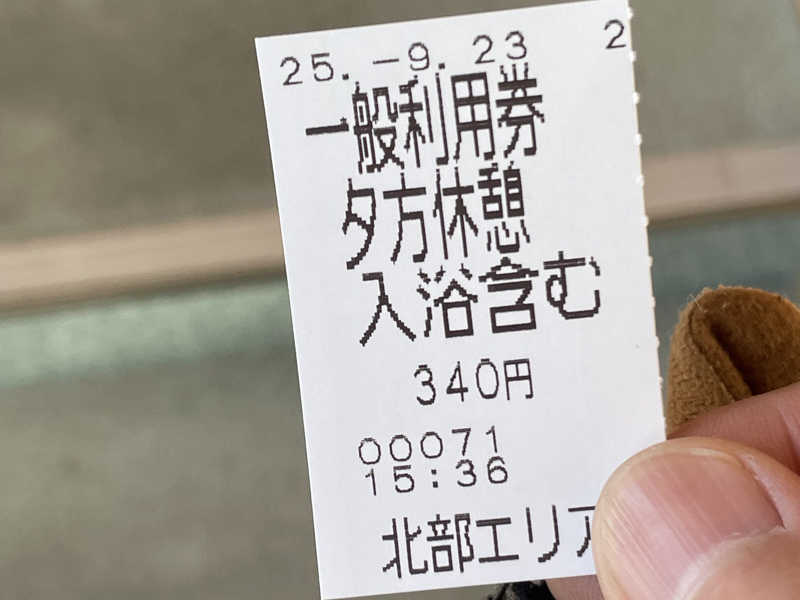 25.-9.23 2
一般利用券
夕方休憩
入浴含む
340円
00071
15:36
北部エリア